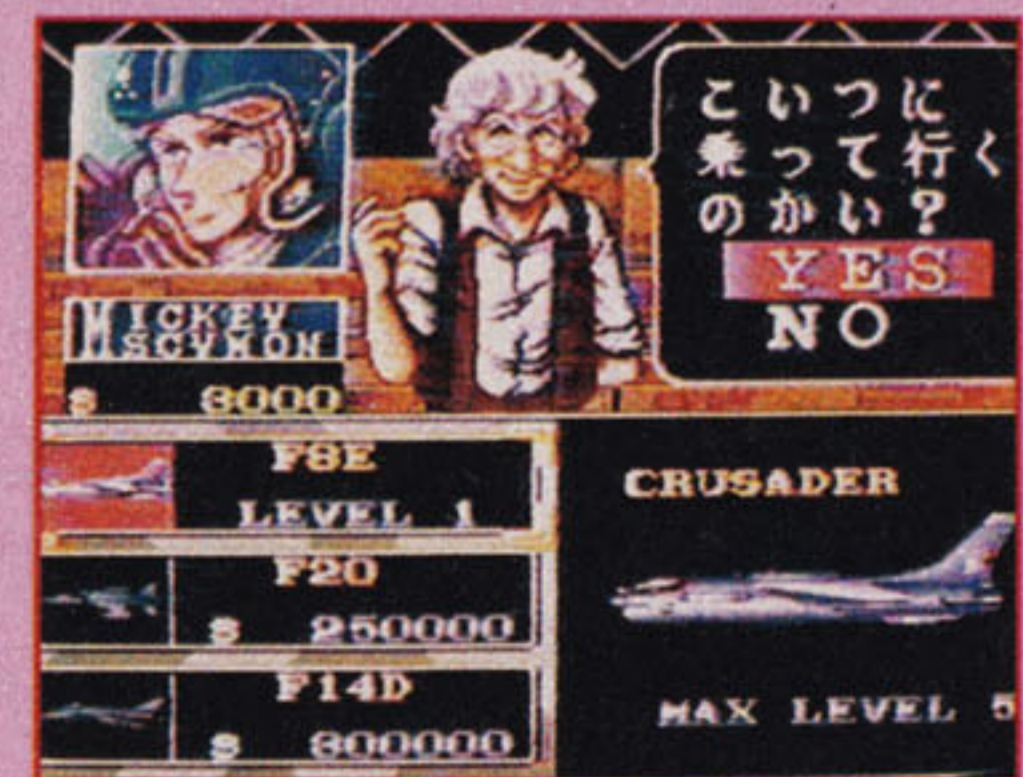 こいつに
乗って行く
のかい？
YES
NO
MICKEY
SCYMON
$ 3000
F8E
LEVEL 1
F20
$ 250000
F14D
$ 300000
CRUSADER
MAX LEVEL 5